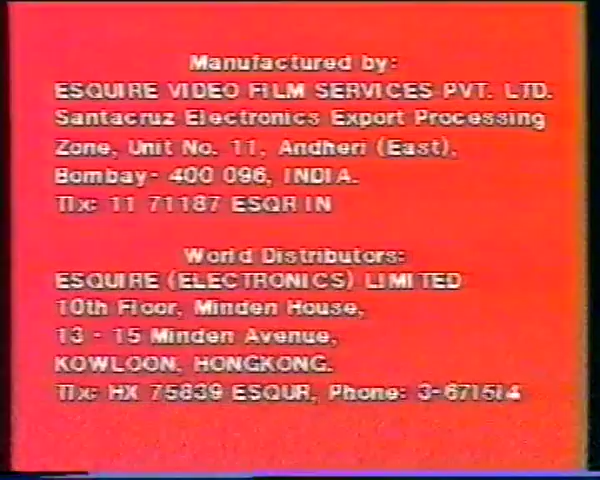 Manufactured by:
ESQUIRE VIDEO FILM SERVICES PVT. LTD.
Santacruz Electronics Export Processing
Zone, Unit No. 11, Andheri (East),
Bombay- 400 096, INDIA.
Tlx: 11 71187 ESQR IN
World Distributors:
ESQUIRE (ELECTRONICS) LIMITED
10th Floor, Minden House,
13 - 15 Minden Avenue,
KOWLOON, HONGKONG.
Tlx: HX 75839 ESQUR, Phone: